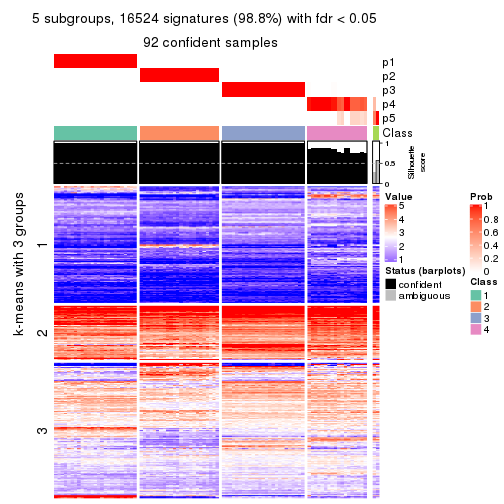 5 subgroups, 16524 signatures (98.8%) with fdr < 0.05
92 confident samples
p1
p2
p3
p4
p5
Class
1
0.5
0
Silhouette
score
k-means with 3 groups
1
2
3
Value
5
4
3
2
1
Status (barplots)
confident
ambiguous
Prob
1
0.8
0.6
0.4
0.2
0
Class
1
2
3
4